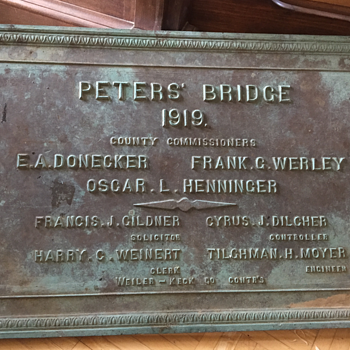 PETERS' BRIDGE
1919.
COUNTY COMMISSIONERS
E.A. DONECKER FRANK.G.WERLEY
OSCAR.L.HENNINGER
FRANCIS.J.GILDNER CYRUS.J.DILCHER
SOLICITOR CONTROLLER
HARRY.C.WEINERT TILGHMAN.H.MOYER
CLERK ENGINEER
WEILER-KECK CO CONTR'S